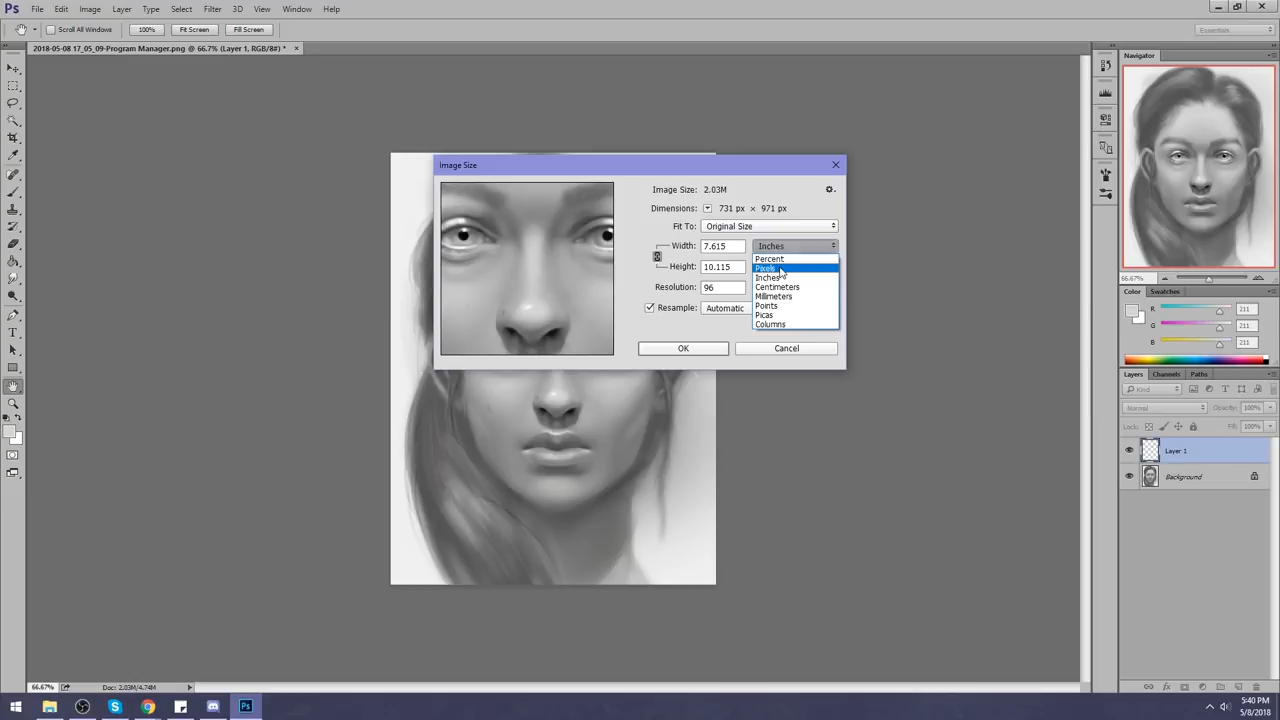 Ps File Edit Image Layer Type Select Filter 3D View Window Help
Scroll All Windows 100% Fit Screen Fill Screen Essentials
2018-05-08 17_05_09-Program Manager.png @ 66.7% (Layer 1, RGB/8#) * ×
Navigator
66.67%
Image Size
Image Size: 2.03M
Dimensions: 731 px × 971 px
Fit To: Original Size
Width: 7.615 Inches
Height: 10.115
Resolution: 96
Resample: Automatic
Percent
Pixels
Inches
Centimeters
Millimeters
Points
Picas
Columns
OK Cancel
Color Swatches
R 211
G 211
B 211
Layers Channels Paths
Kind
Normal Opacity: 100%
Lock: Fill: 100%
Layer 1
Background
66.67% Doc: 2.03M/4.74M
Ps
5:40 PM
5/8/2018